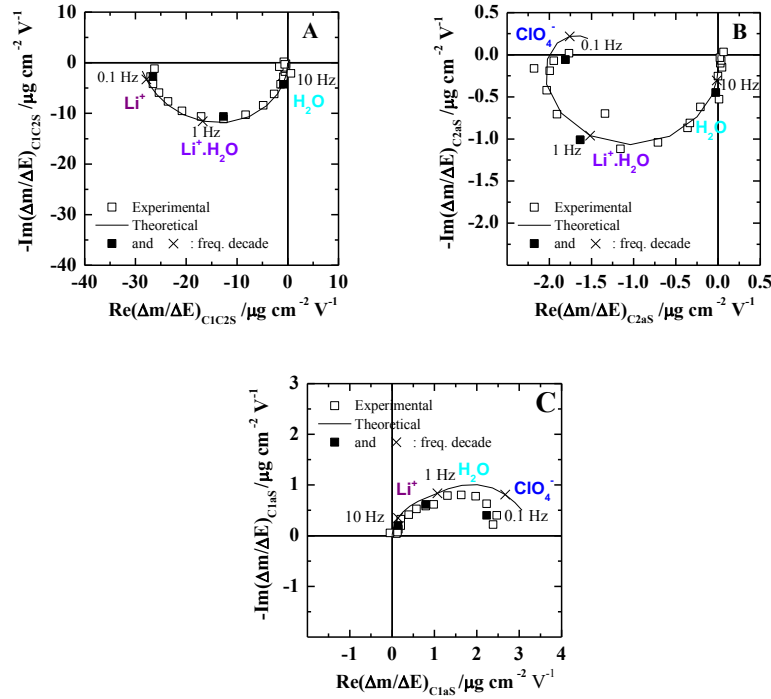 A
0
-10
-20
-30
-40
-40 -30 -20 -10 0 10
-Im(Δm/ΔE)C1C2S /µg cm-2 V-1
Re(Δm/ΔE)C1C2S /µg cm-2 V-1
0.1 Hz
10 Hz
Li+
H2O
1 Hz
Li+.H2O
Experimental
Theoretical
and × : freq. decade
B
0.5
0.0
-0.5
-1.0
-1.5
-2.0
-2.0 -1.5 -1.0 -0.5 0.0 0.5
-Im(Δm/ΔE)C2aS /µg cm-2 V-1
Re(Δm/ΔE)C2aS /µg cm-2 V-1
ClO4-
0.1 Hz
10 Hz
H2O
1 Hz
Li+.H2O
Experimental
Theoretical
and × : freq. decade
C
3
2
1
0
-1
-1 0 1 2 3 4
-Im(Δm/ΔE)C1aS /µg cm-2 V-1
Re(Δm/ΔE)C1aS /µg cm-2 V-1
Experimental
Theoretical
and × : freq. decade
Li+
1 Hz
H2O
ClO4-
10 Hz
0.1 Hz